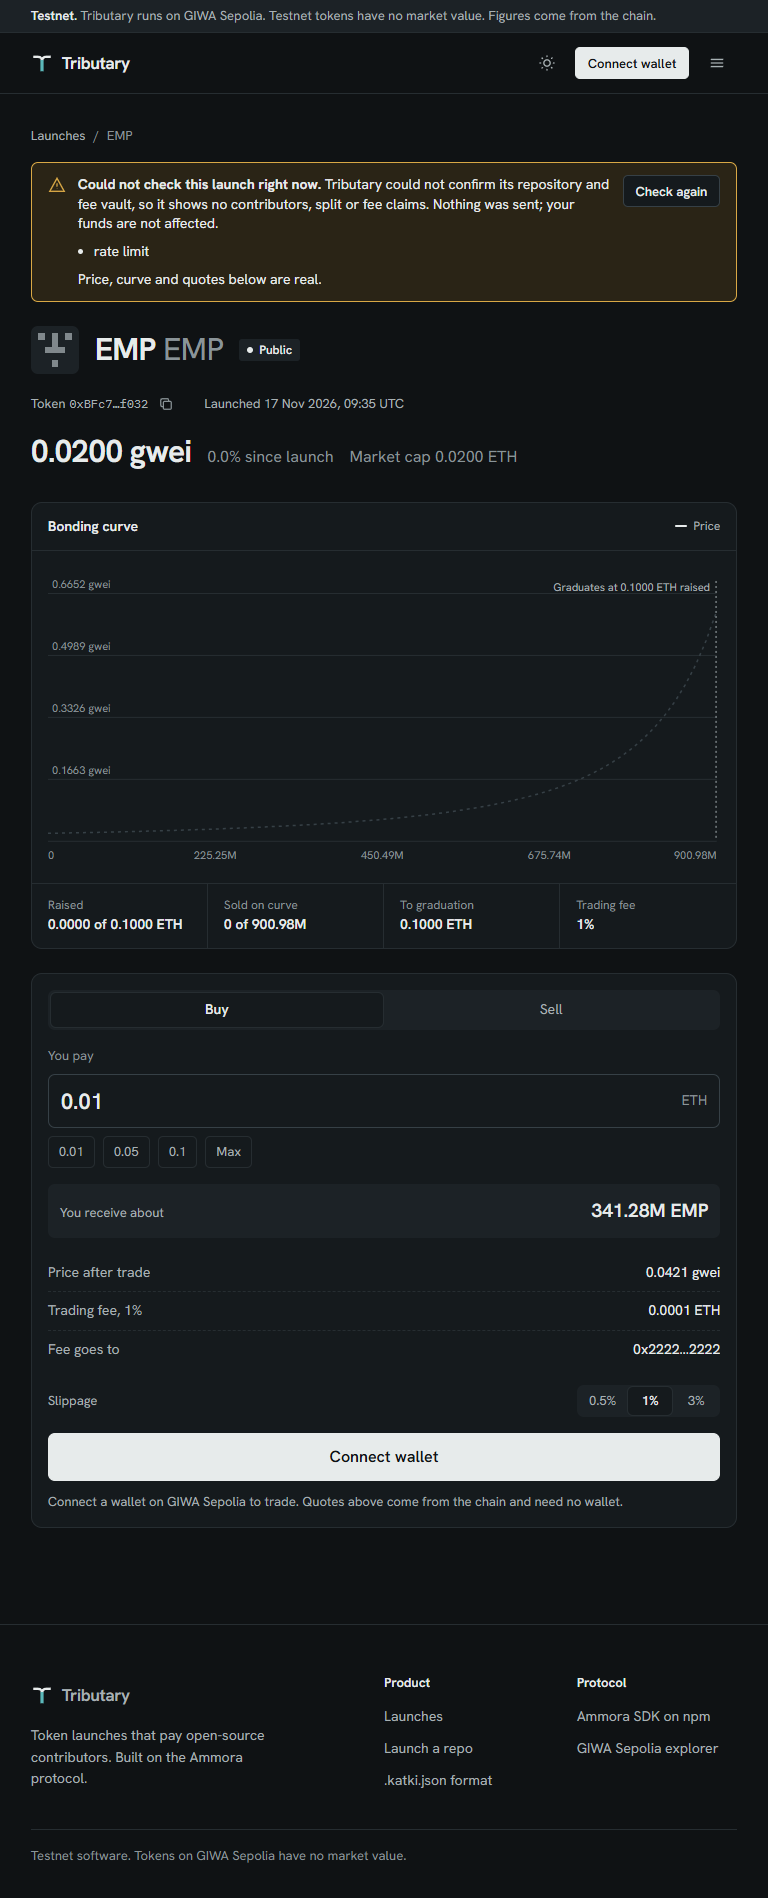 Testnet. Tributary runs on GIWA Sepolia. Testnet tokens have no market value. Figures come from the chain.
Tributary
Connect wallet
Launches / EMP
Could not check this launch right now. Tributary could not confirm its repository and
fee vault, so it shows no contributors, split or fee claims. Nothing was sent; your
funds are not affected.
• rate limit
Price, curve and quotes below are real.
Check again
EMP EMP
Public
Token 0xBFc7…f032
Launched 17 Nov 2026, 09:35 UTC
0.0200 gwei 0.0% since launch Market cap 0.0200 ETH
Bonding curve
Price
0.6652 gwei
Graduates at 0.1000 ETH raised
0.4989 gwei
0.3326 gwei
0.1663 gwei
0 225.25M 450.49M 675.74M 900.98M
Raised
0.0000 of 0.1000 ETH
Sold on curve
0 of 900.98M
To graduation
0.1000 ETH
Trading fee
1%
Buy Sell
You pay
0.01 ETH
0.01 0.05 0.1 Max
You receive about 341.28M EMP
Price after trade 0.0421 gwei
Trading fee, 1% 0.0001 ETH
Fee goes to 0x2222…2222
Slippage 0.5% 1% 3%
Connect wallet
Connect a wallet on GIWA Sepolia to trade. Quotes above come from the chain and need no wallet.
Tributary
Token launches that pay open-source
contributors. Built on the Ammora
protocol.
Product
Launches
Launch a repo
.katki.json format
Protocol
Ammora SDK on npm
GIWA Sepolia explorer
Testnet software. Tokens on GIWA Sepolia have no market value.